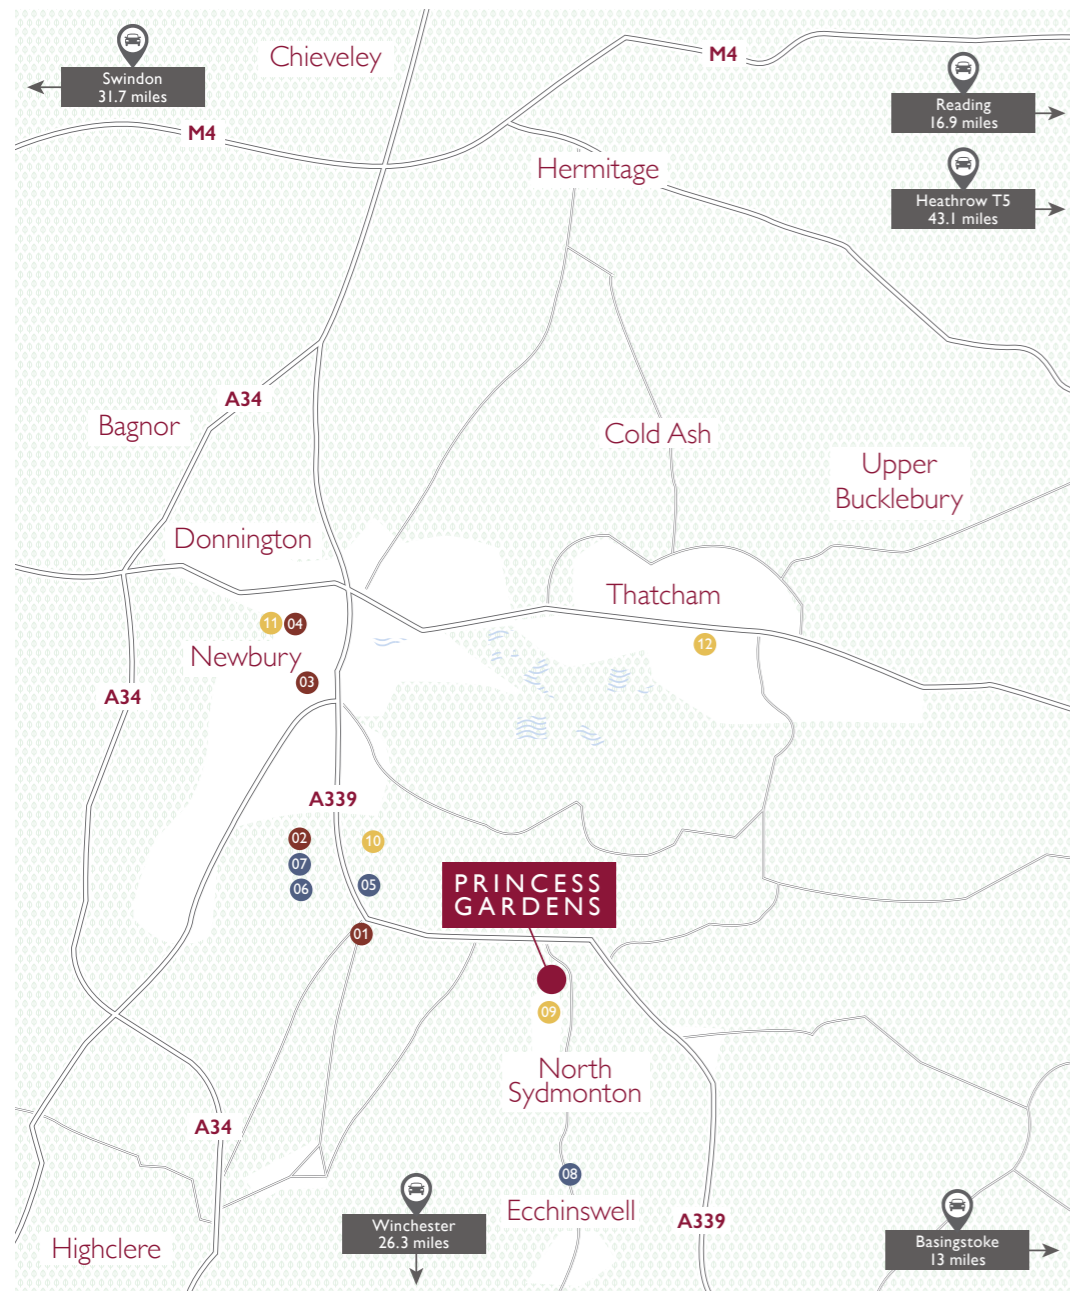 Chieveley
M4
Swindon
31.7 miles
M4
Reading
16.9 miles
Hermitage
Heathrow T5
43.1 miles
A34
Bagnor
Cold Ash
Upper
Bucklebury
Donnington
Thatcham
11
04
12
Newbury
03
A34
A339
02
10
07
06
05
PRINCESS
GARDENS
01
09
North
Sydmonton
A34
08
Ecchinswell
Winchester
26.3 miles
A339
Basingstoke
13 miles
Highclere